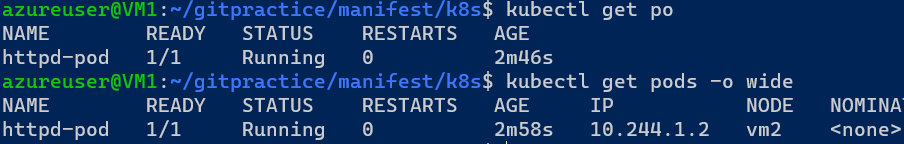 azureuser@VM1:~/gitpractice/manifest/k8s$ kubectl get po
NAME READY STATUS RESTARTS AGE
httpd-pod 1/1 Running 0 2m46s
azureuser@VM1:~/gitpractice/manifest/k8s$ kubectl get pods -o wide
NAME READY STATUS RESTARTS AGE IP NODE NOMINA
httpd-pod 1/1 Running 0 2m58s 10.244.1.2 vm2 <none>